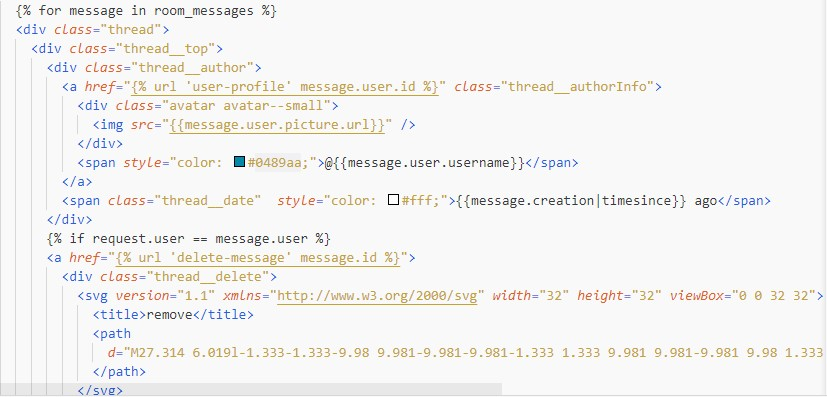 {% for message in room_messages %}
<div class="thread">
<div class="thread__top">
<div class="thread__author">
<a href="{% url 'user-profile' message.user.id %}" class="thread__authorInfo">
<div class="avatar avatar--small">
<img src="{{message.user.picture.url}}" />
</div>
<span style="color: #0489aa;">@{{message.user.username}}</span>
</a>
<span class="thread__date"  style="color: #fff;">{{message.creation|timesince}} ago</span>
</div>
{% if request.user == message.user %}
<a href="{% url 'delete-message' message.id %}">
<div class="thread__delete">
<svg version="1.1" xmlns="http://www.w3.org/2000/svg" width="32" height="32" viewBox="0 0 32 32">
<title>remove</title>
<path
d="M27.314 6.019l-1.333-1.333-9.98 9.981-9.981-9.981-1.333 1.333 9.981 9.981-9.981 9.98 1.333
</path>
</svg>